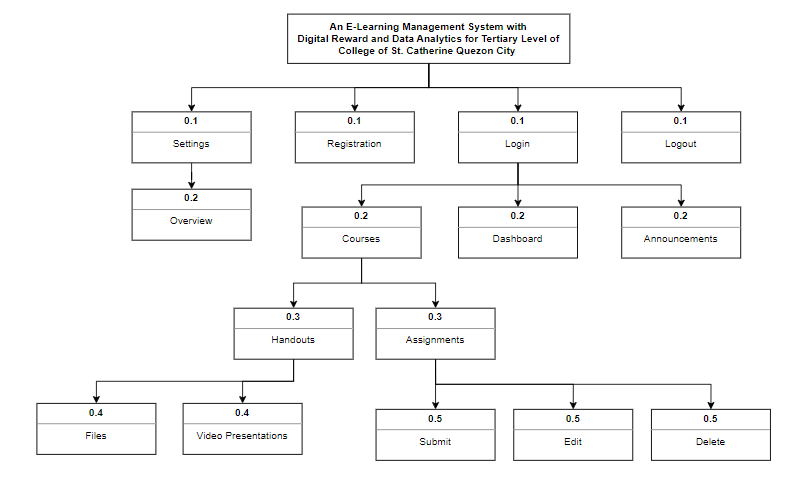 An E-Learning Management System with
Digital Reward and Data Analytics for Tertiary Level of
College of St. Catherine Quezon City
0.1
Settings
0.1
Registration
0.1
Login
0.1
Logout
0.2
Overview
0.2
Courses
0.2
Dashboard
0.2
Announcements
0.3
Handouts
0.3
Assignments
0.4
Files
0.4
Video Presentations
0.5
Submit
0.5
Edit
0.5
Delete